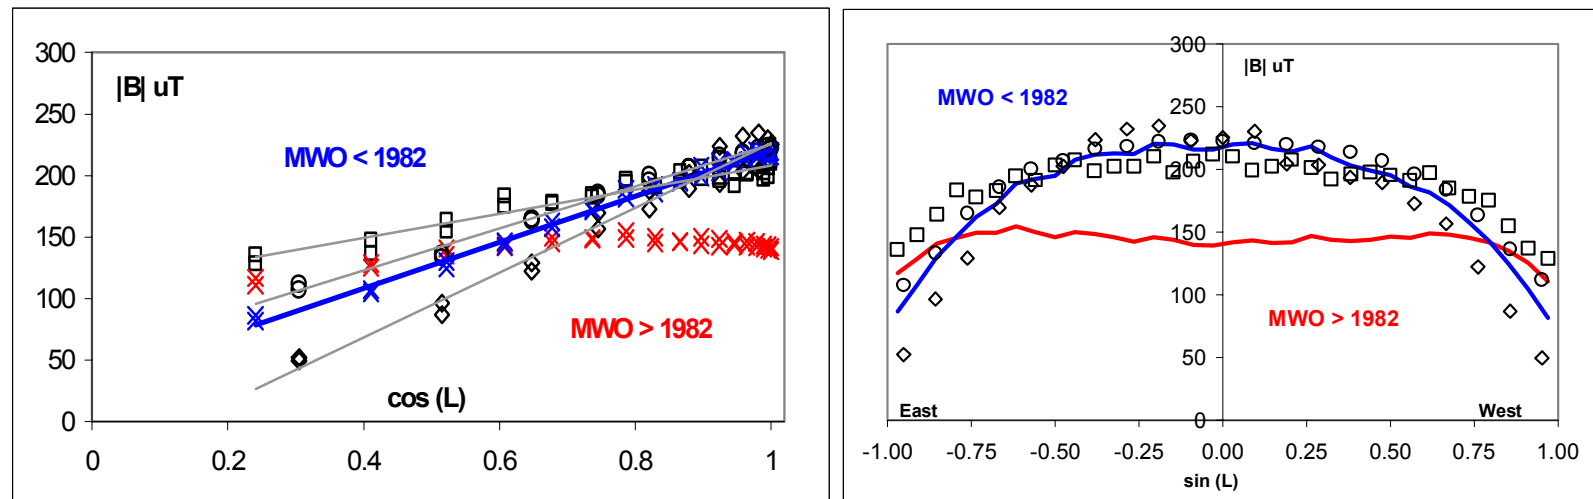 300
250
200
150
100
50
0
|B| uT
MWO < 1982
MWO > 1982
cos (L)
0 0.2 0.4 0.6 0.8 1
300
250
200
150
100
50
0
|B| uT
MWO < 1982
MWO > 1982
East West
-1.00 -0.75 -0.50 -0.25 0.00 0.25 0.50 0.75 1.00
sin (L)